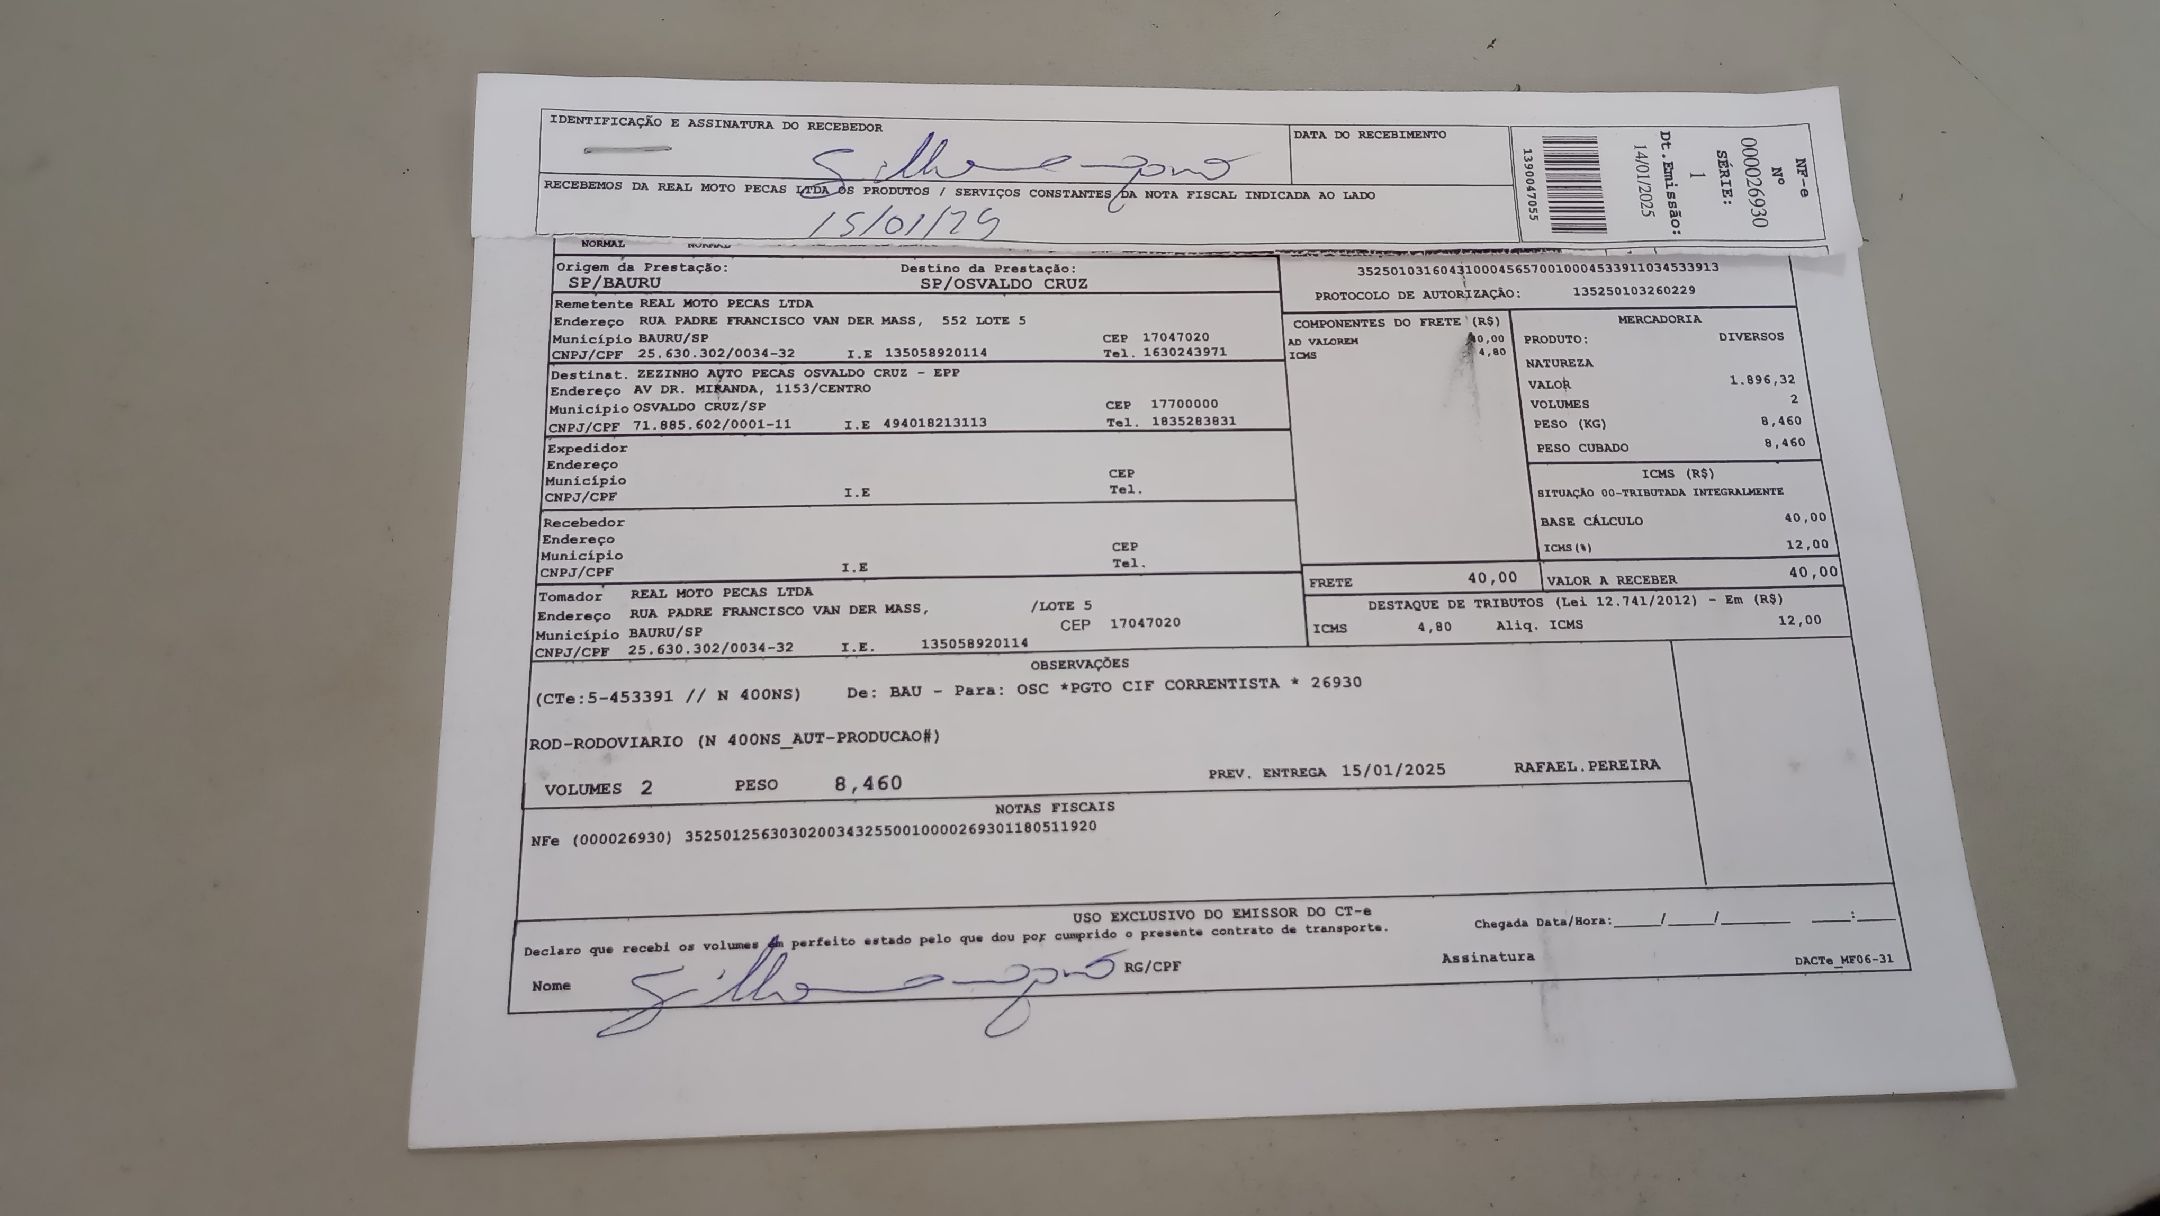 IDENTIFICAÇÃO E ASSINATURA DO RECEBEDOR
DATA DO RECEBIMENTO
RECEBEMOS DA REAL MOTO PECAS LTDA OS PRODUTOS / SERVIÇOS CONSTANTES DA NOTA FISCAL INDICADA AO LADO
15/01/25
1390047055
NF-e
Nº
000026930
SÉRIE:
1
Dt.Emissão:
14/01/2025
NORMAL NORMAL
Origem da Prestação: Destino da Prestação:
SP/BAURU SP/OSVALDO CRUZ
35250103160431000456570010004533911034533913
PROTOCOLO DE AUTORIZAÇÃO: 135250103260229
Remetente REAL MOTO PECAS LTDA
Endereço RUA PADRE FRANCISCO VAN DER MASS, 552 LOTE 5
Município BAURU/SP CEP 17047020
CNPJ/CPF 25.630.302/0034-32 I.E 135058920114 Tel. 1630243971
Destinat. ZEZINHO AUTO PECAS OSVALDO CRUZ - EPP
Endereço AV DR. MIRANDA, 1153/CENTRO
Município OSVALDO CRUZ/SP CEP 17700000
CNPJ/CPF 71.885.602/0001-11 I.E 494018213113 Tel. 1835283831
Expedidor
Endereço
Município CEP
CNPJ/CPF I.E Tel.
Recebedor
Endereço
Município CEP
CNPJ/CPF I.E Tel.
Tomador REAL MOTO PECAS LTDA
Endereço RUA PADRE FRANCISCO VAN DER MASS, /LOTE 5
Município BAURU/SP CEP 17047020
CNPJ/CPF 25.630.302/0034-32 I.E. 135058920114
COMPONENTES DO FRETE (R$)
AD VALOREM 40,00
ICMS 4,80
MERCADORIA
PRODUTO: DIVERSOS
NATUREZA
VALOR 1.896,32
VOLUMES 2
PESO (KG) 8,460
PESO CUBADO 8,460
ICMS (R$)
SITUAÇÃO 00-TRIBUTADA INTEGRALMENTE
BASE CÁLCULO 40,00
ICMS(%) 12,00
FRETE 40,00 VALOR A RECEBER 40,00
DESTAQUE DE TRIBUTOS (Lei 12.741/2012) - Em (R$)
ICMS 4,80 Aliq. ICMS 12,00
OBSERVAÇÕES
(CTe:5-453391 // N 400NS) De: BAU - Para: OSC *PGTO CIF CORRENTISTA * 26930
ROD-RODOVIARIO (N 400NS_AUT-PRODUCAO#)
VOLUMES 2 PESO 8,460 PREV. ENTREGA 15/01/2025 RAFAEL.PEREIRA
NOTAS FISCAIS
NFe (000026930) 35250125630302003432550010000269301180511920
USO EXCLUSIVO DO EMISSOR DO CT-e
Declaro que recebi os volumes em perfeito estado pelo que dou por cumprido o presente contrato de transporte.
Chegada Data/Hora:____/____/______ ____:____
Nome RG/CPF Assinatura
DACTe_MF06-31